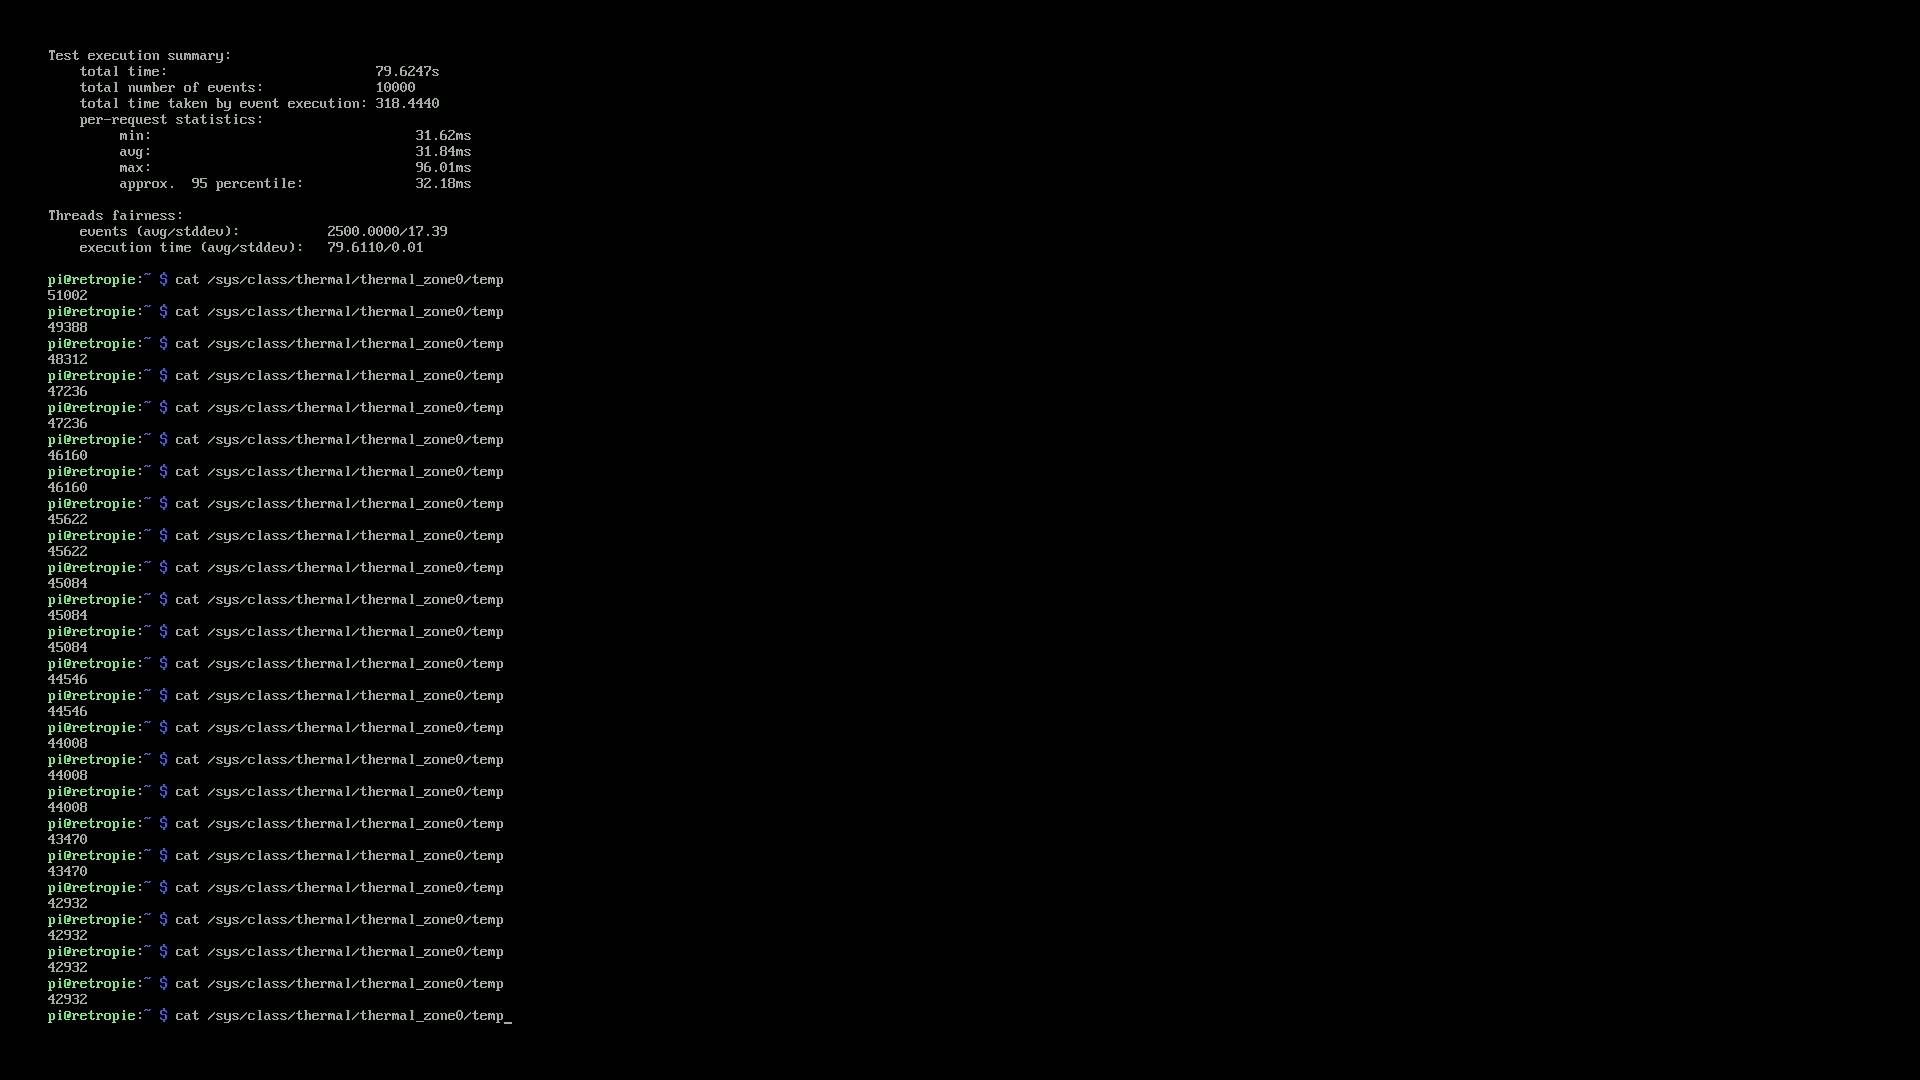 Test execution summary:
    total time:                          79.6247s
    total number of events:              10000
    total time taken by event execution: 318.4440
    per-request statistics:
         min:                                 31.62ms
         avg:                                 31.84ms
         max:                                 96.01ms
         approx.  95 percentile:              32.18ms

Threads fairness:
    events (avg/stddev):           2500.0000/17.39
    execution time (avg/stddev):   79.6110/0.01

pi@retropie:~ $ cat /sys/class/thermal/thermal_zone0/temp
51002
pi@retropie:~ $ cat /sys/class/thermal/thermal_zone0/temp
49388
pi@retropie:~ $ cat /sys/class/thermal/thermal_zone0/temp
48312
pi@retropie:~ $ cat /sys/class/thermal/thermal_zone0/temp
47236
pi@retropie:~ $ cat /sys/class/thermal/thermal_zone0/temp
47236
pi@retropie:~ $ cat /sys/class/thermal/thermal_zone0/temp
46160
pi@retropie:~ $ cat /sys/class/thermal/thermal_zone0/temp
46160
pi@retropie:~ $ cat /sys/class/thermal/thermal_zone0/temp
45622
pi@retropie:~ $ cat /sys/class/thermal/thermal_zone0/temp
45622
pi@retropie:~ $ cat /sys/class/thermal/thermal_zone0/temp
45084
pi@retropie:~ $ cat /sys/class/thermal/thermal_zone0/temp
45084
pi@retropie:~ $ cat /sys/class/thermal/thermal_zone0/temp
45084
pi@retropie:~ $ cat /sys/class/thermal/thermal_zone0/temp
44546
pi@retropie:~ $ cat /sys/class/thermal/thermal_zone0/temp
44546
pi@retropie:~ $ cat /sys/class/thermal/thermal_zone0/temp
44008
pi@retropie:~ $ cat /sys/class/thermal/thermal_zone0/temp
44008
pi@retropie:~ $ cat /sys/class/thermal/thermal_zone0/temp
44008
pi@retropie:~ $ cat /sys/class/thermal/thermal_zone0/temp
43470
pi@retropie:~ $ cat /sys/class/thermal/thermal_zone0/temp
43470
pi@retropie:~ $ cat /sys/class/thermal/thermal_zone0/temp
42932
pi@retropie:~ $ cat /sys/class/thermal/thermal_zone0/temp
42932
pi@retropie:~ $ cat /sys/class/thermal/thermal_zone0/temp
42932
pi@retropie:~ $ cat /sys/class/thermal/thermal_zone0/temp
42932
pi@retropie:~ $ cat /sys/class/thermal/thermal_zone0/temp_